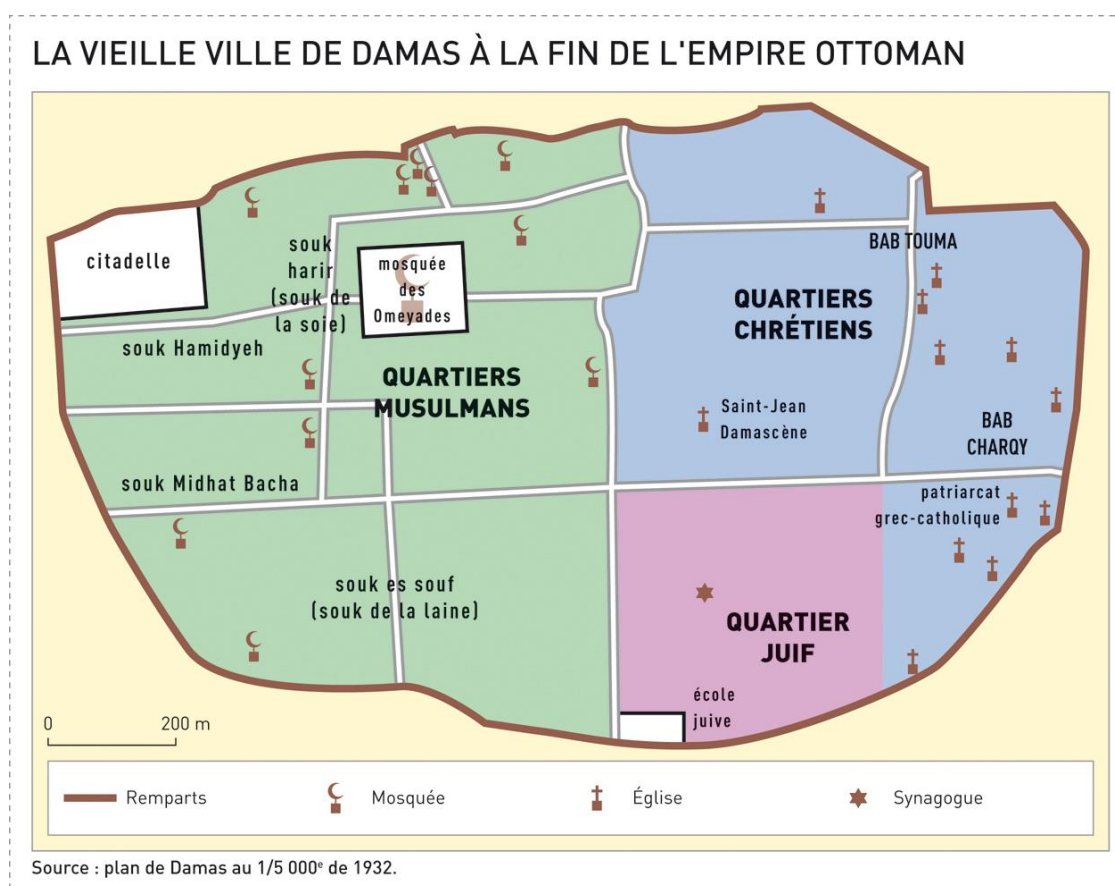 LA VIEILLE VILLE DE DAMAS À LA FIN DE L'EMPIRE OTTOMAN
citadelle
souk
harir
(souk de
la soie)
mosquée
des
Omeyades
souk Hamidyeh
QUARTIERS
MUSULMANS
souk Midhat Bacha
souk es souf
(souk de la laine)
BAB TOUMA
QUARTIERS
CHRÉTIENS
Saint-Jean
Damascène
BAB
CHARQY
patriarcat
grec-catholique
QUARTIER
JUIF
école
juive
0 200 m
Remparts
Mosquée
Église
Synagogue
Source : plan de Damas au 1/5 000e de 1932.